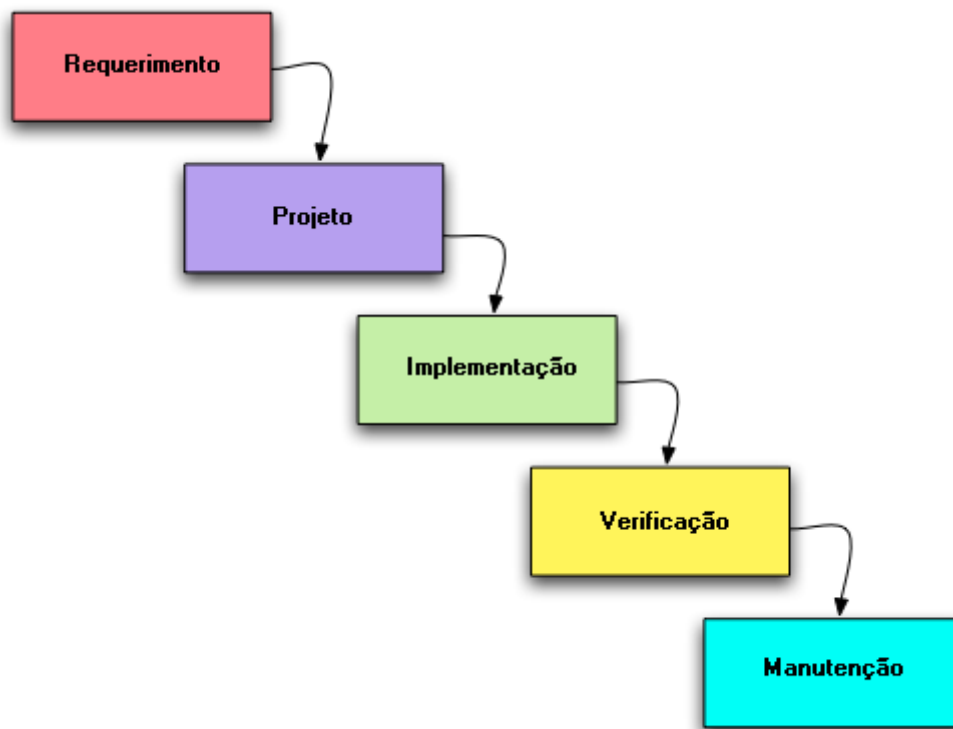 Requerimento
Projeto
Implementação
Verificação
Manutenção